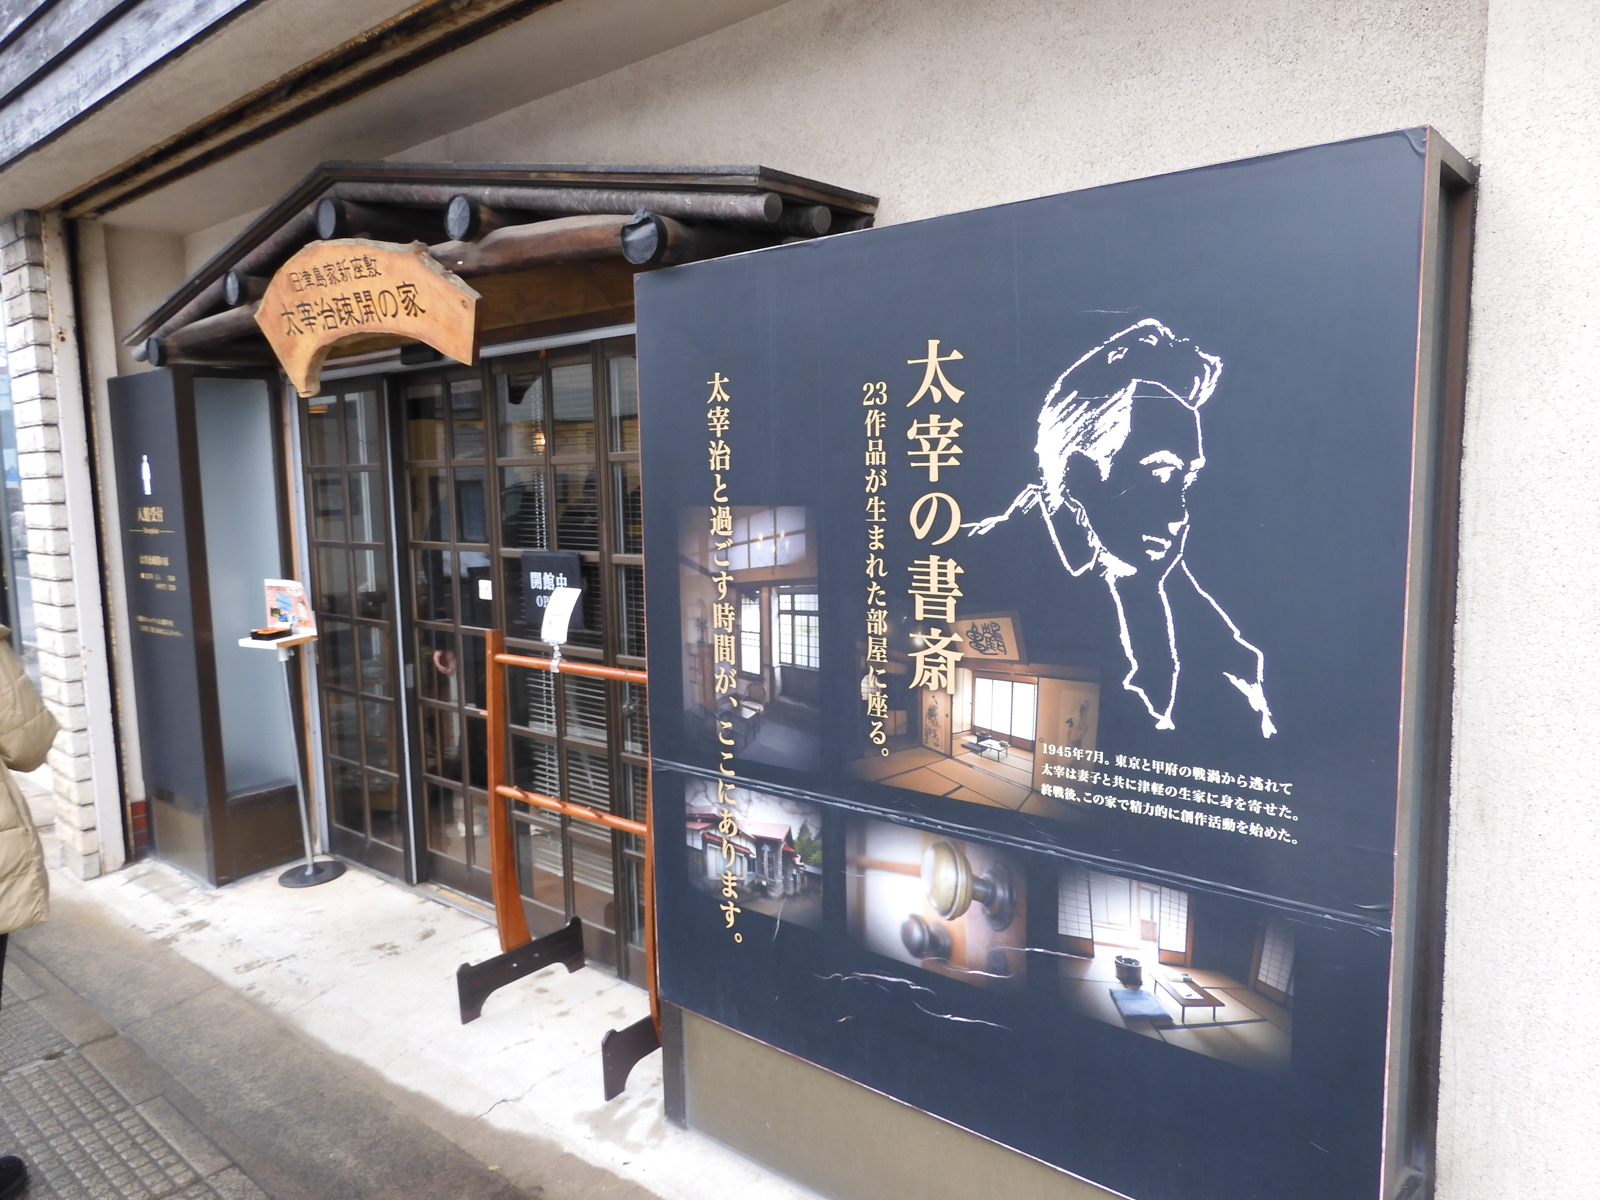 旧津島家新座敷
太宰治疎開の家
入館受付
開館中
太宰の書斎
23作品が生まれた部屋に座る。
太宰治と過ごす時間が、ここにあります。
1945年7月。東京と甲府の戦渦から逃れて
太宰は妻子と共に津軽の生家に身を寄せた。
終戦後、この家で精力的に創作活動を始めた。